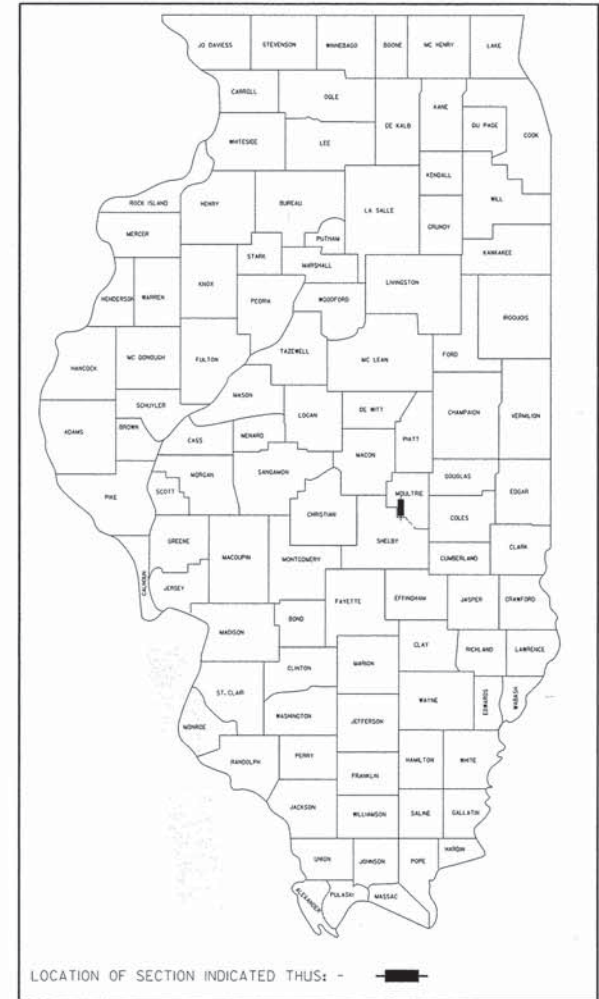 JO DAVIESS STEVENSON WINNEBAGO BOONE MC HENRY LAKE
CARROLL OGLE KANE
DE KALB DU PAGE COOK
WHITESIDE LEE
KENDALL
ROCK ISLAND HENRY BUREAU LA SALLE WILL
MERCER PUTNAM GRUNDY
STARK MARSHALL KANKAKEE
HENDERSON WARREN KNOX PEORIA WOODFORD LIVINGSTON
IROQUOIS
HANCOCK MC DONOUGH FULTON TAZEWELL MC LEAN FORD
SCHUYLER MASON LOGAN DE WITT
ADAMS BROWN CHAMPAIGN VERMILION
CASS MENARD PIATT
MACON
PIKE SCOTT MORGAN SANGAMON DOUGLAS
MOULTRIE EDGAR
CHRISTIAN COLES
GREENE SHELBY
MACOUPIN MONTGOMERY CUMBERLAND CLARK
CALHOUN JERSEY
FAYETTE EFFINGHAM JASPER CRAWFORD
MADISON BOND
CLAY RICHLAND LAWRENCE
CLINTON MARION
ST. CLAIR WAYNE EDWARDS WABASH
MONROE WASHINGTON JEFFERSON
RANDOLPH PERRY HAMILTON WHITE
FRANKLIN
JACKSON WILLIAMSON SALINE GALLATIN
UNION JOHNSON POPE HARDIN
ALEXANDER PULASKI MASSAC
LOCATION OF SECTION INDICATED THUS: -